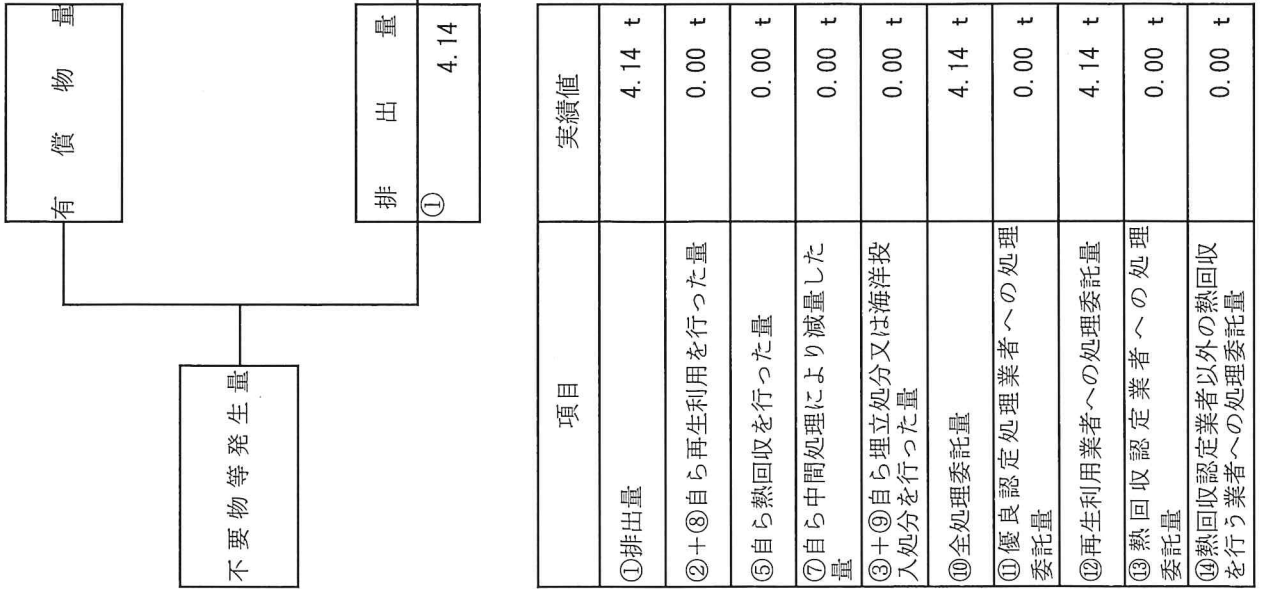 有償物量
不要物等発生量
排出量
① 4.14
項目 実績値
①排出量 4.14 t
②＋⑧自ら再生利用を行った量 0.00 t
⑤自ら熱回収を行った量 0.00 t
⑦自ら中間処理により減量した
量 0.00 t
③＋⑨自ら埋立処分又は海洋投
入処分を行った量 0.00 t
⑩全処理委託量 4.14 t
⑪優良認定処理業者への処理
委託量 0.00 t
⑫再生利用業者への処理委託量 4.14 t
⑬熱回収認定業者への処理
委託量 0.00 t
⑭熱回収認定業者以外の熱回収
を行う業者への処理委託量 0.00 t